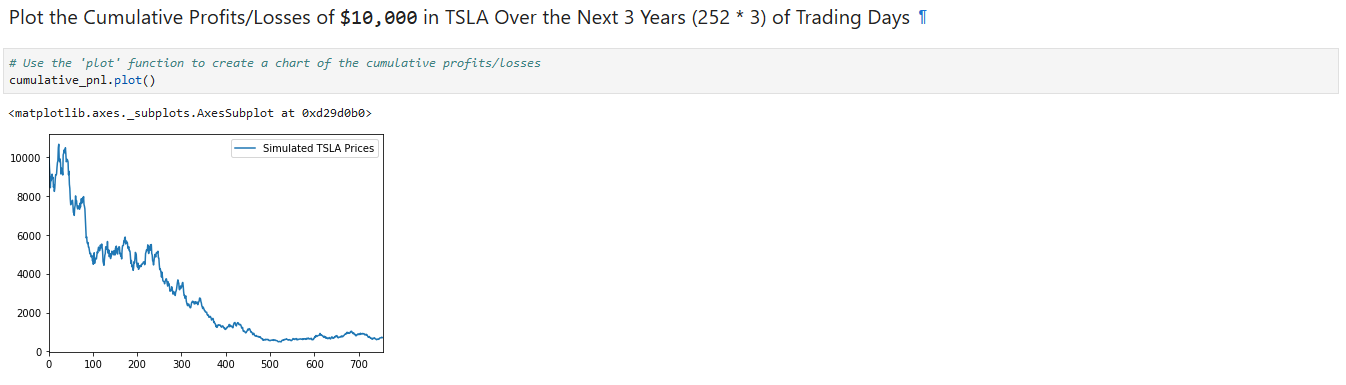 Plot the Cumulative Profits/Losses of $10,000 in TSLA Over the Next 3 Years (252 * 3) of Trading Days ¶
# Use the `plot` function to create a chart of the cumulative profits/losses
cumulative_pnl.plot()
<matplotlib.axes._subplots.AxesSubplot at 0xd29d0b0>
Simulated TSLA Prices
10000
8000
6000
4000
2000
0
0 100 200 300 400 500 600 700